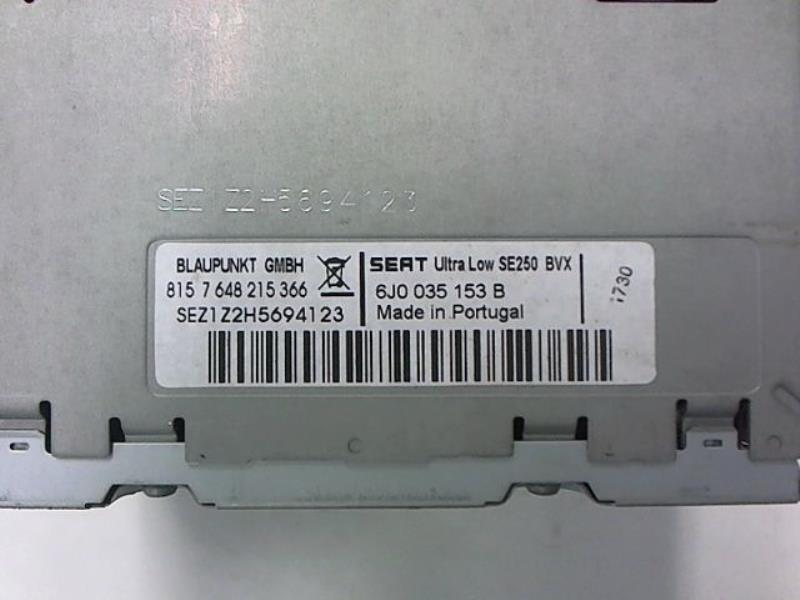 SEZ1Z2H5694123
BLAUPUNKT GMBH
815 7 648 215 366
SEZ1Z2H5694123
SEAT Ultra Low SE250 BVX
6J0 035 153 B
Made in Portugal
1730
C